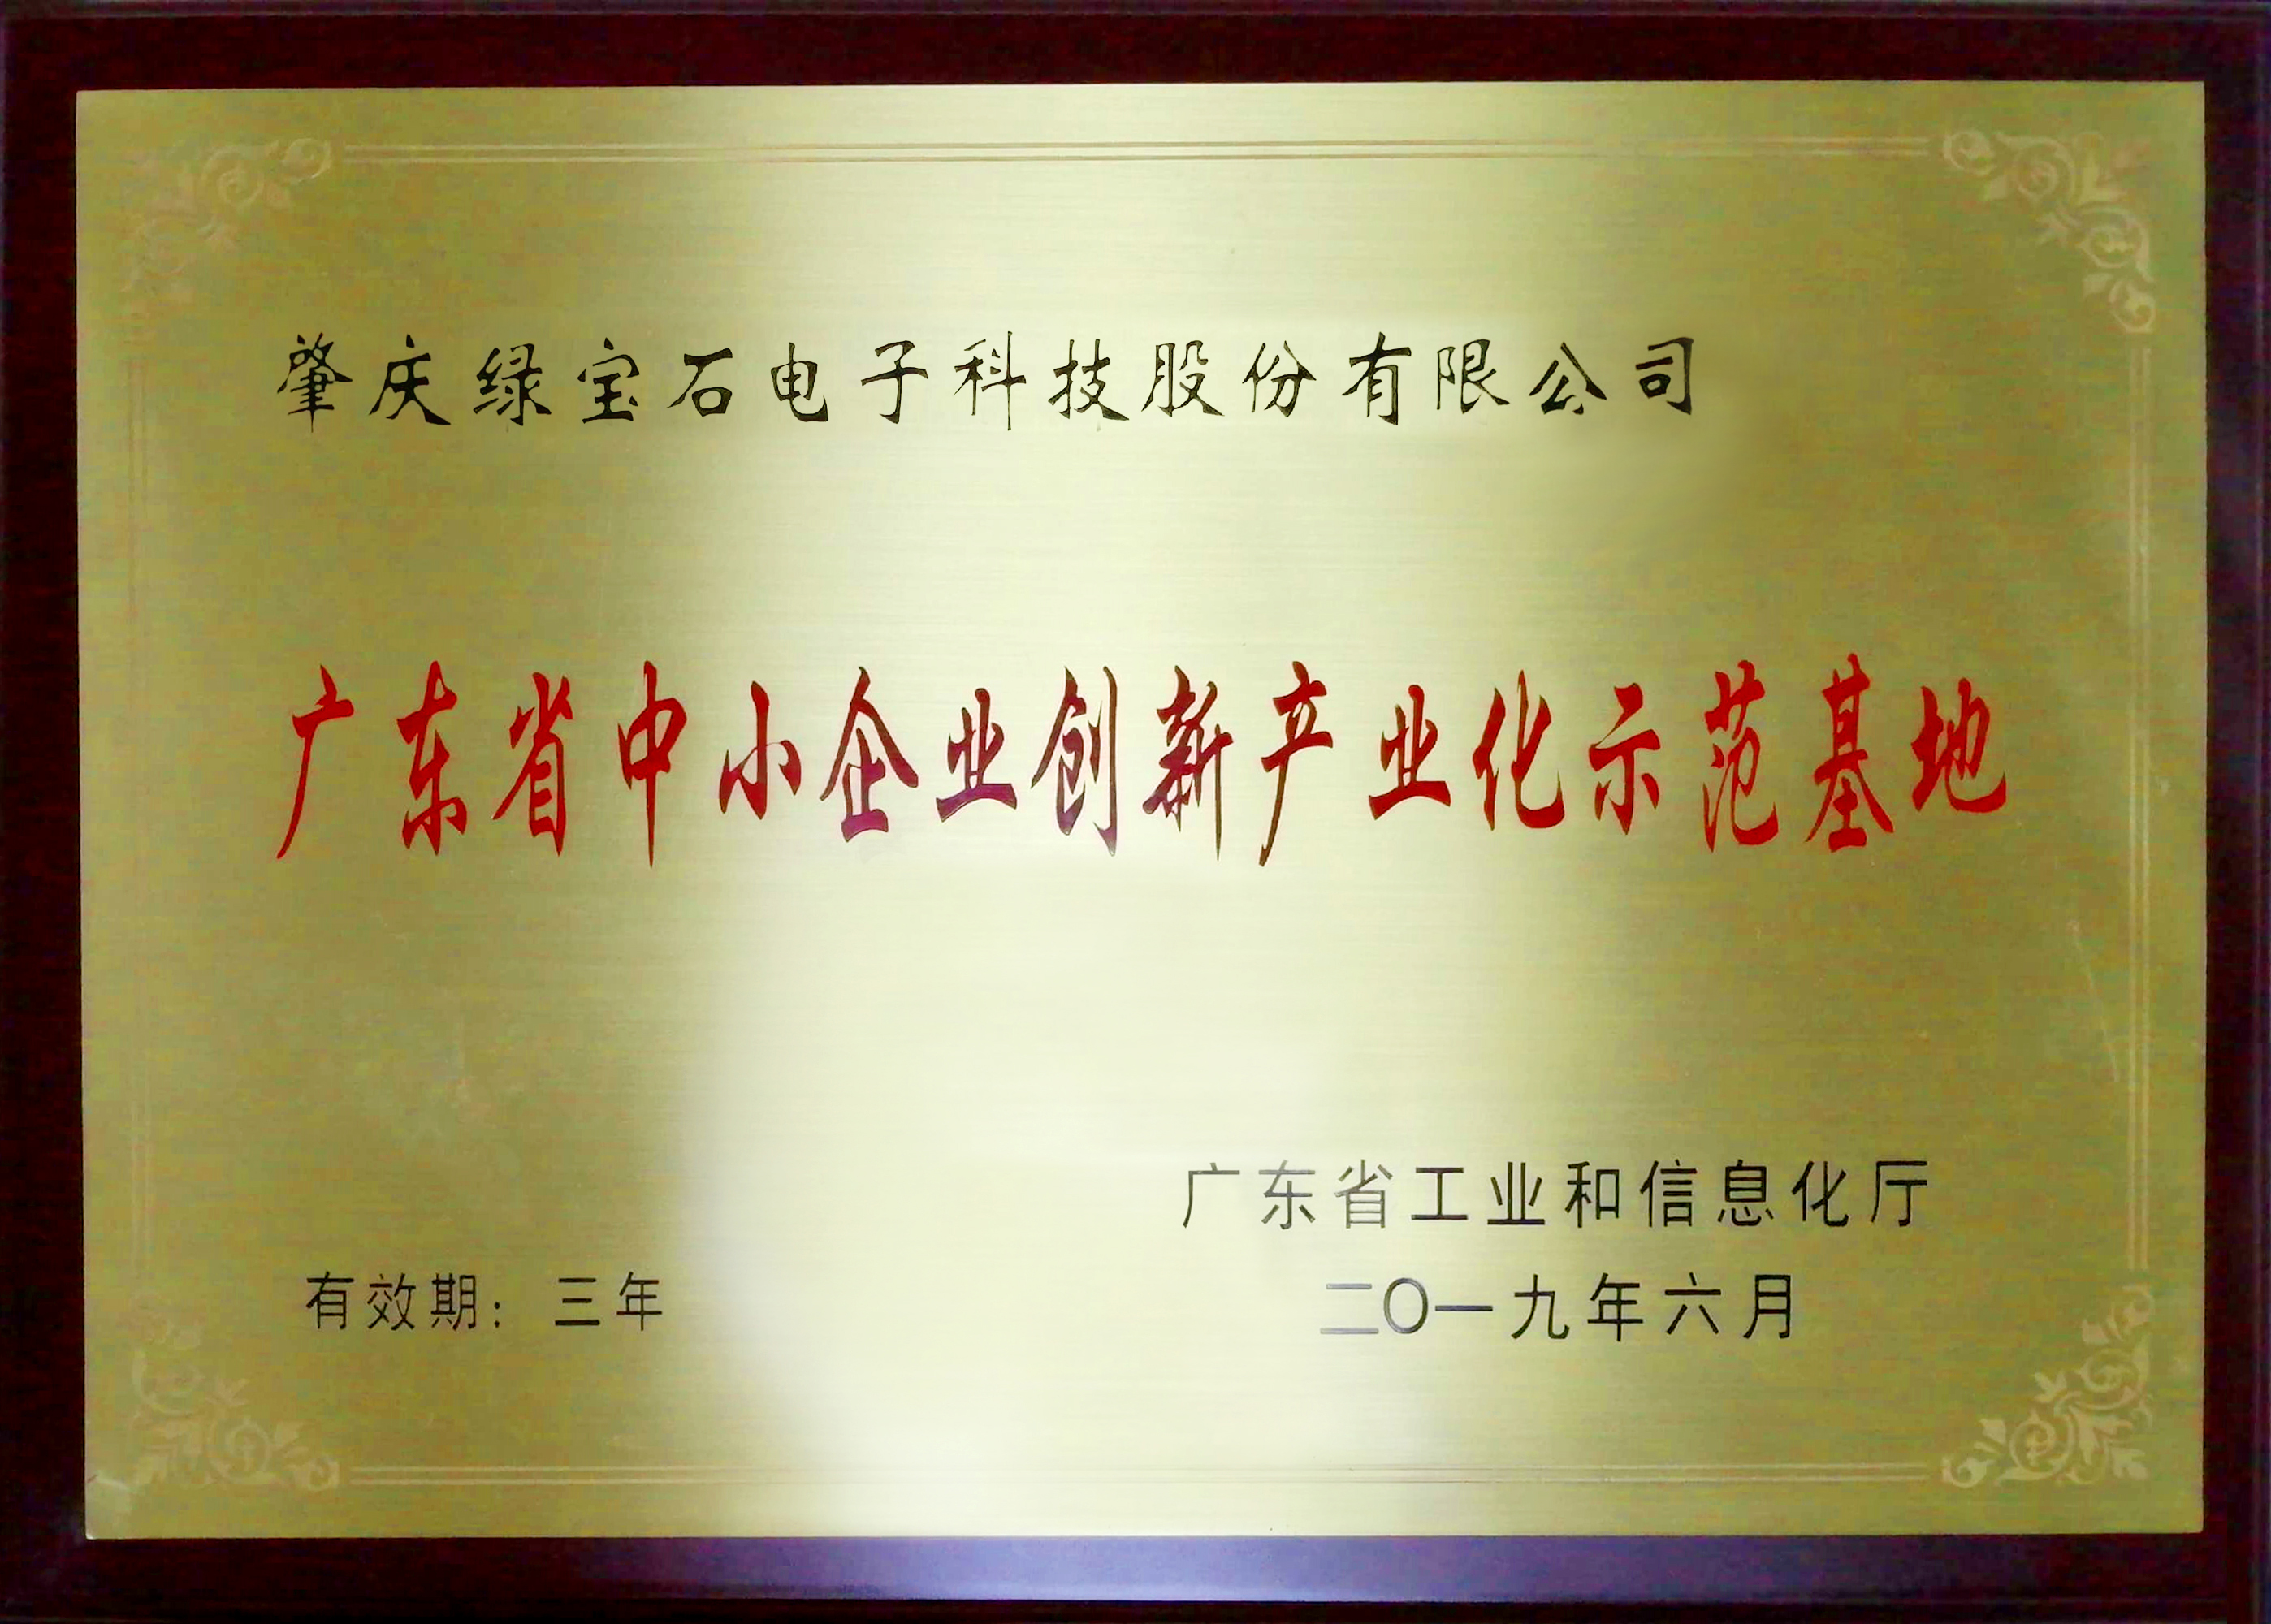 肇庆绿宝石电子科技股份有限公司
广东省中小企业创新产业化示范基地
广东省工业和信息化厅
有效期：三年
二〇一九年六月